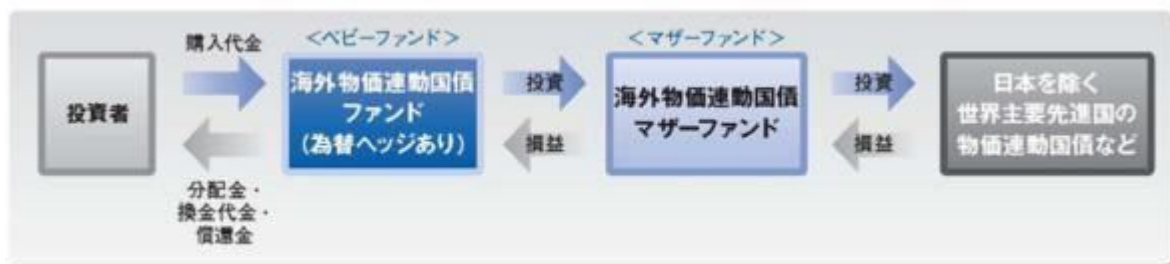 投資者
購入代金
分配金・
換金代金・
償還金
＜ベビーファンド＞
海外物価連動国債
ファンド
(為替ヘッジあり)
投資
損益
＜マザーファンド＞
海外物価連動国債
マザーファンド
投資
損益
日本を除く
世界主要先進国の
物価連動国債など